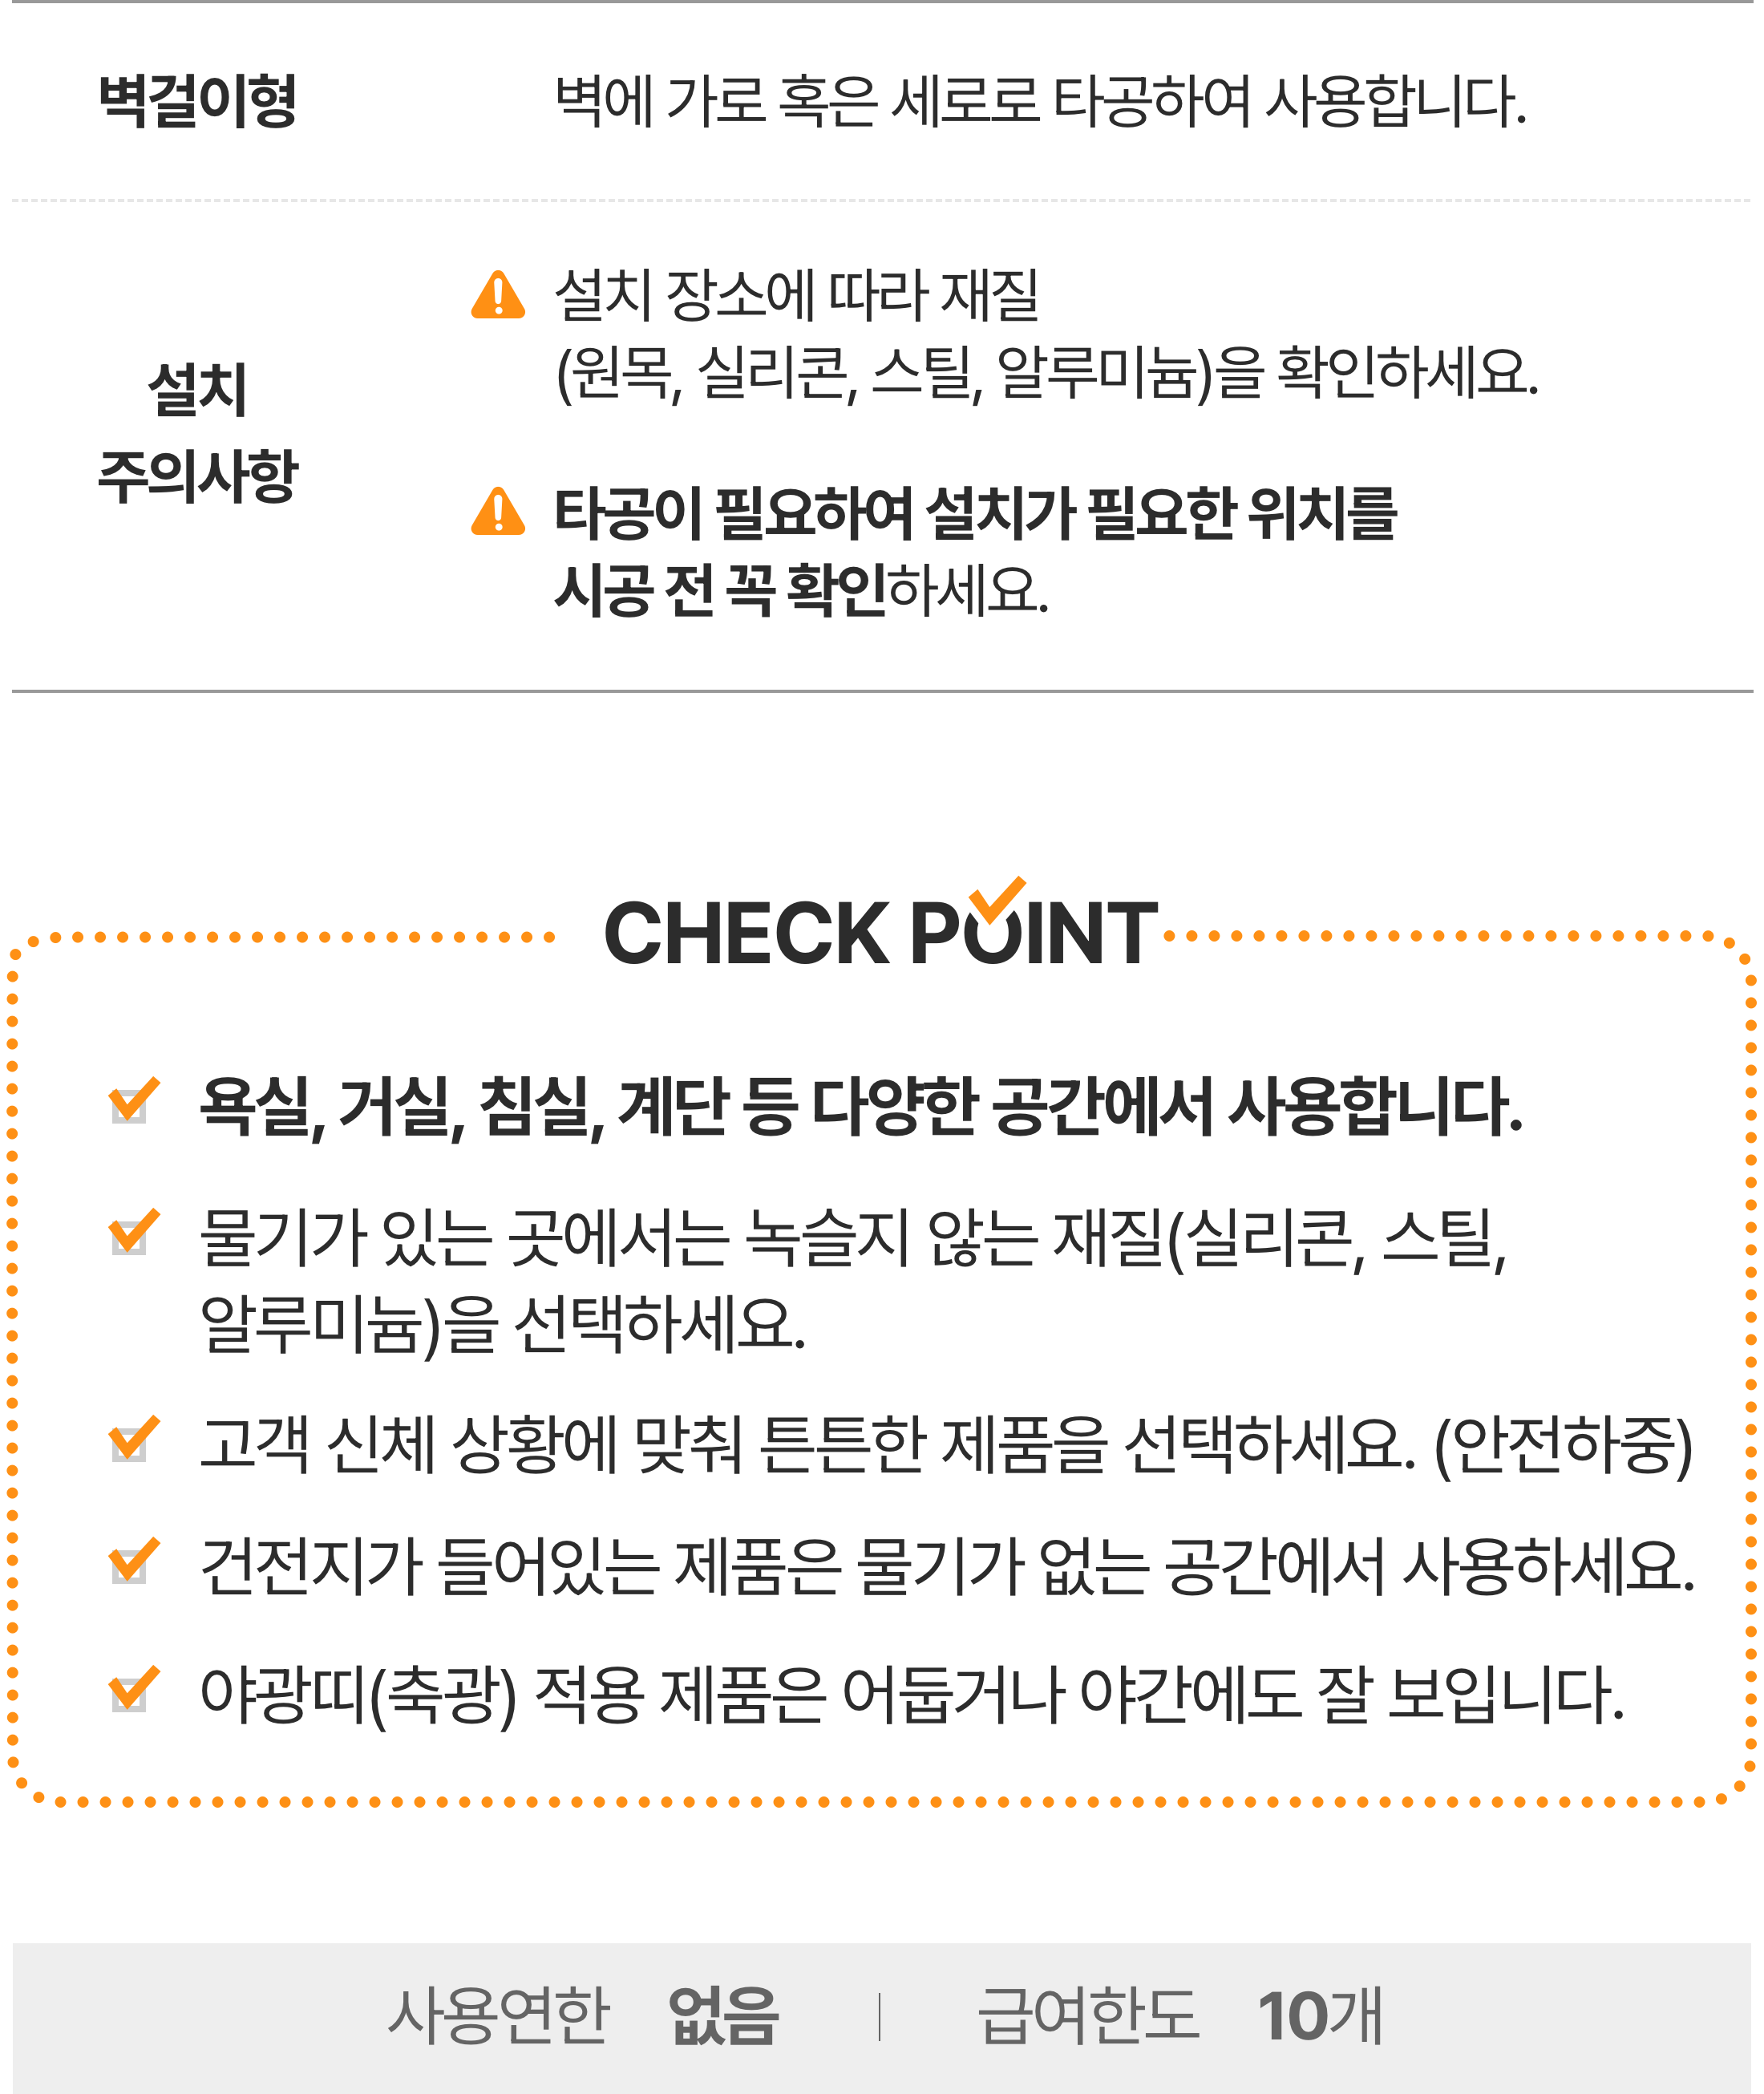 벽걸이형
벽에 가로 혹은 세로로 타공하여 사용합니다.
설치
주의사항
설치 장소에 따라 재질
(원목, 실리콘, 스틸, 알루미늄)을 확인하세요.
타공이 필요하여 설치가 필요한 위치를
시공 전 꼭 확인하세요.
CHECK POINT
욕실, 거실, 침실, 계단 등 다양한 공간에서 사용합니다.
물기가 있는 곳에서는 녹슬지 않는 재질(실리콘, 스틸,
알루미늄)을 선택하세요.
고객 신체 상황에 맞춰 튼튼한 제품을 선택하세요. (안전하중)
건전지가 들어있는 제품은 물기가 없는 공간에서 사용하세요.
야광띠(축광) 적용 제품은 어둡거나 야간에도 잘 보입니다.
사용연한 없음 | 급여한도 10개